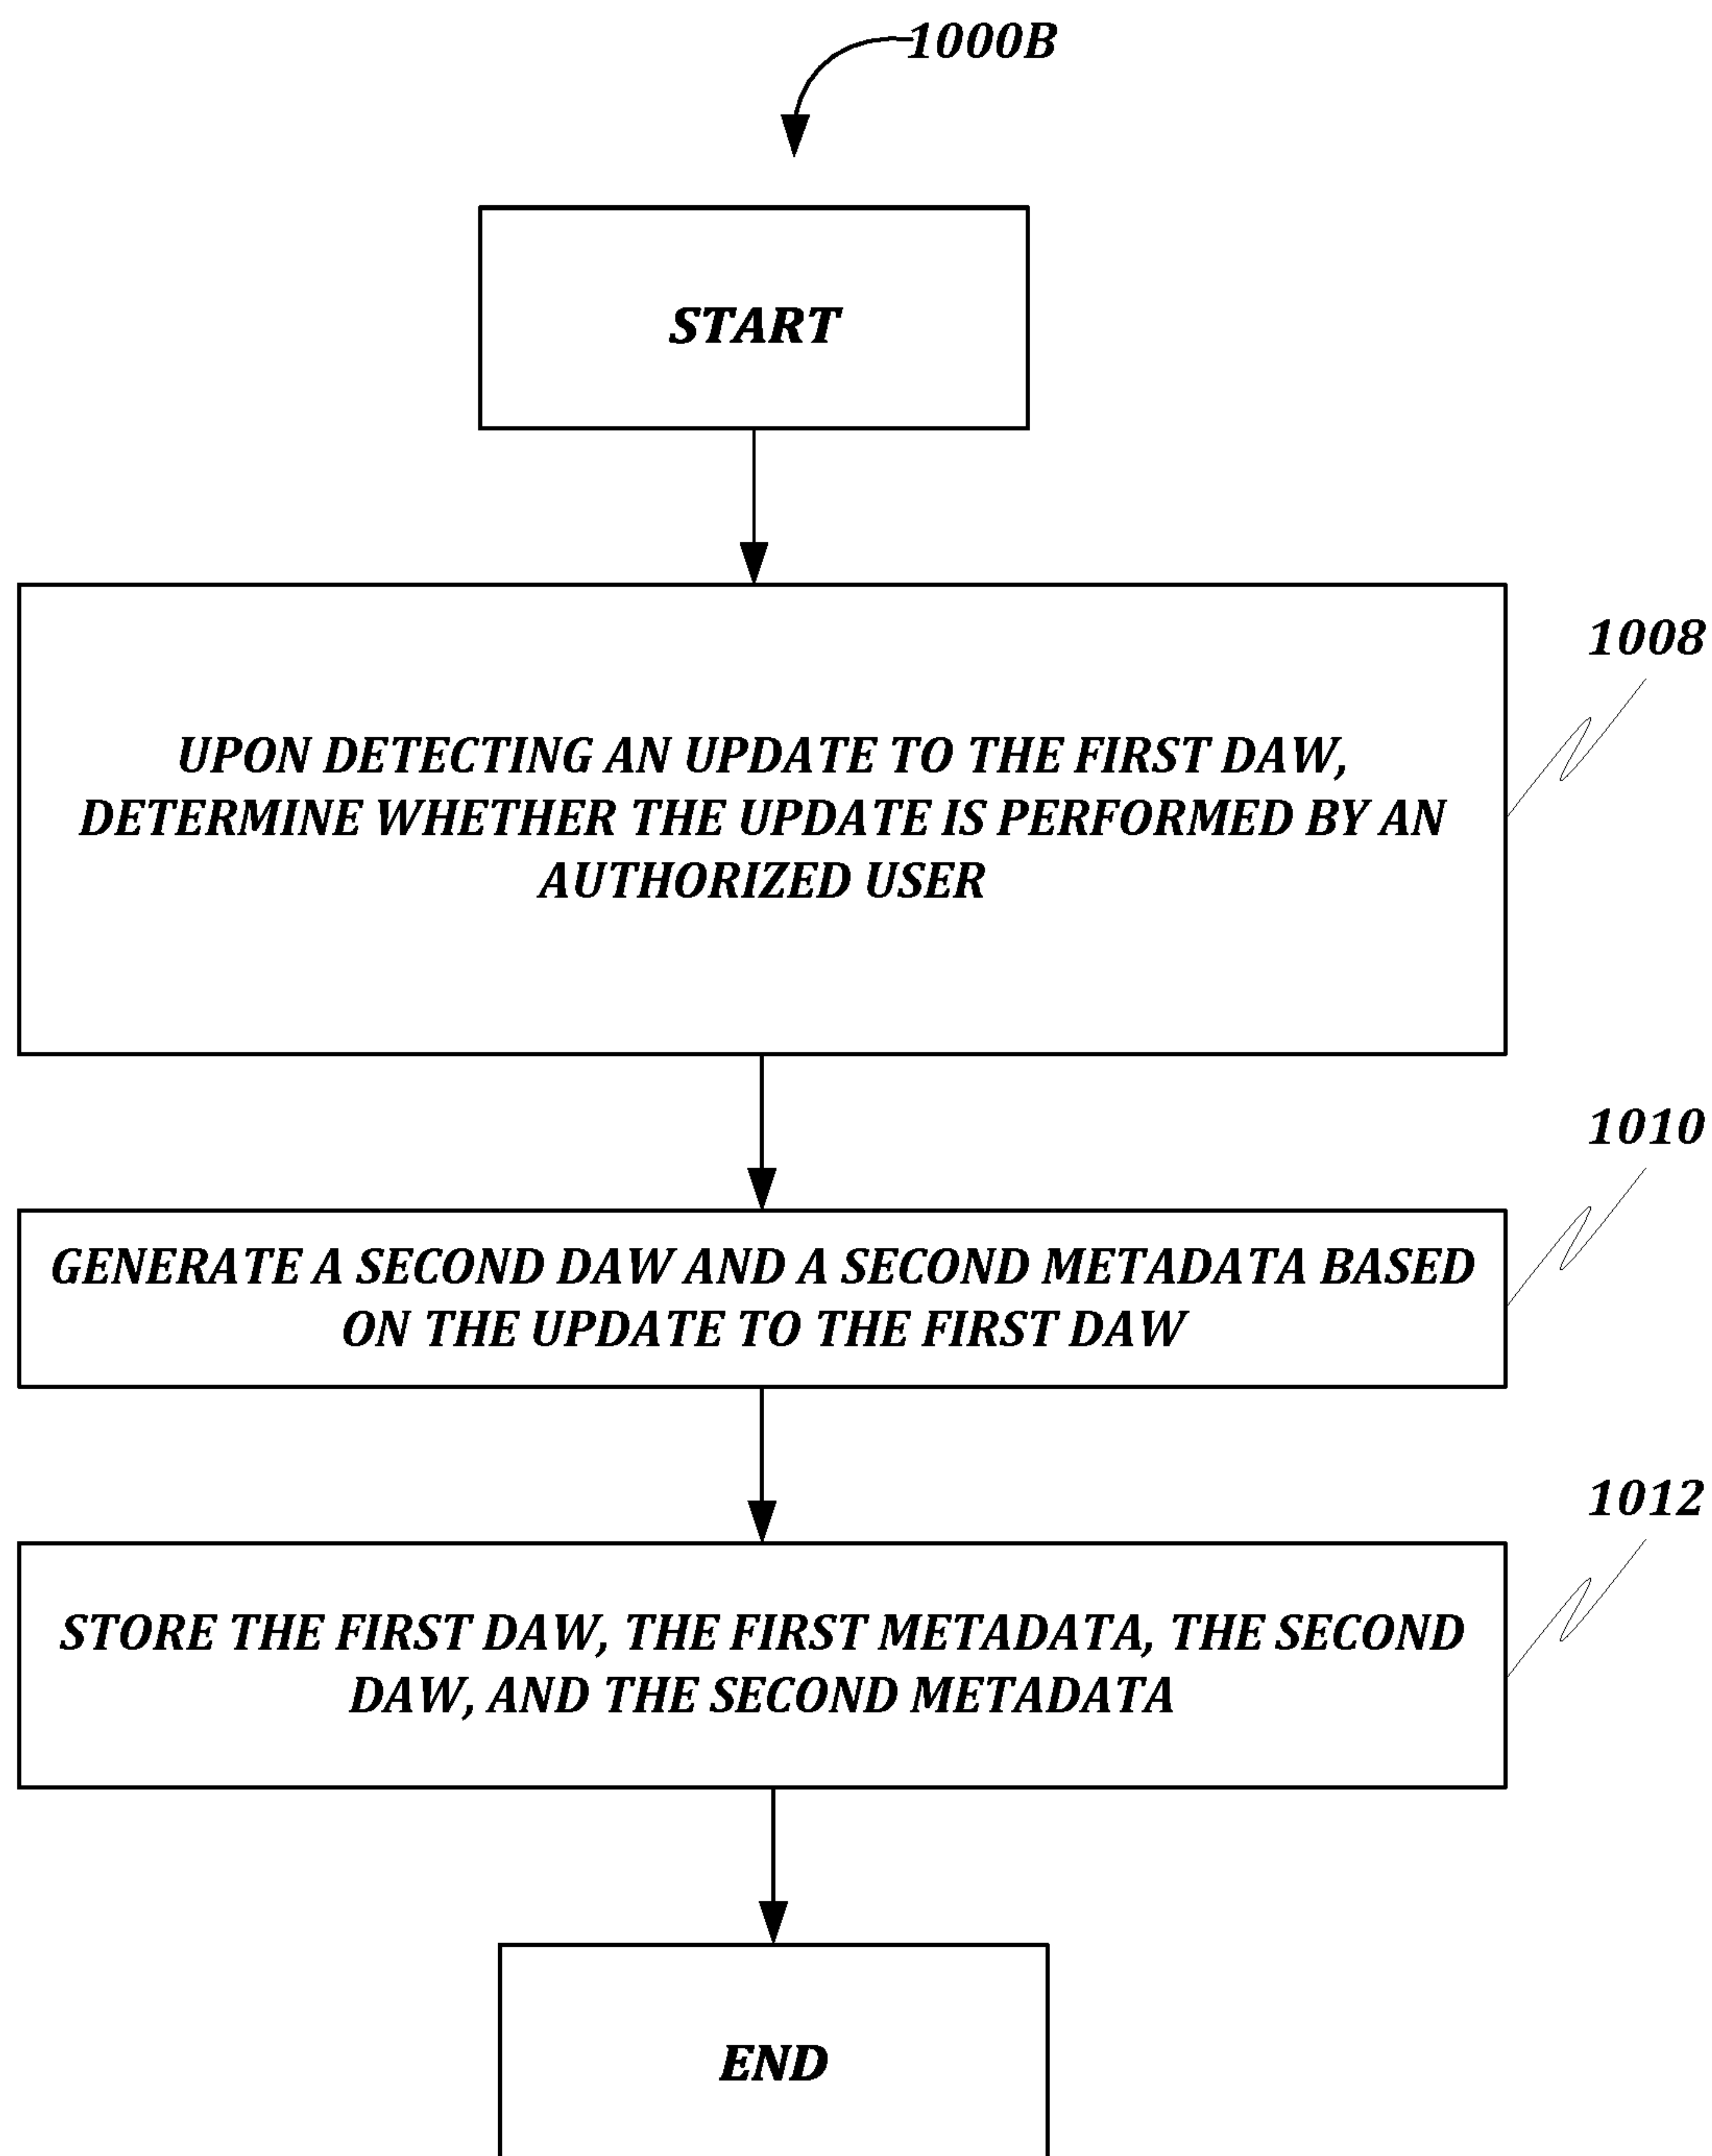 1000B
START
1008
UPON DETECTING AN UPDATE TO THE FIRST DAW,
DETERMINE WHETHER THE UPDATE IS PERFORMED BY AN
AUTHORIZED USER
1010
GENERATE A SECOND DAW AND A SECOND METADATA BASED
ON THE UPDATE TO THE FIRST DAW
1012
STORE THE FIRST DAW, THE FIRST METADATA, THE SECOND
DAW, AND THE SECOND METADATA
END